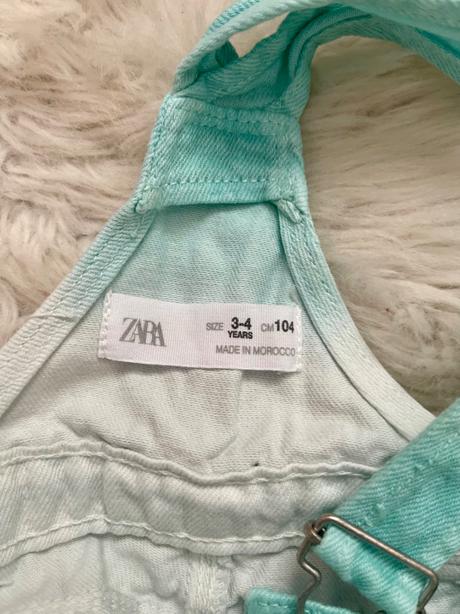 ZARA SIZE 3-4 CM 104
YEARS
MADE IN MOROCCO